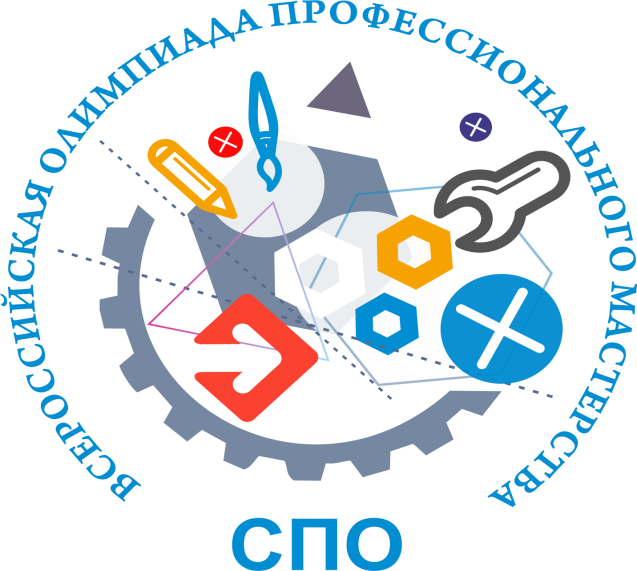 ВСЕРОССИЙСКАЯ ОЛИМПИАДА ПРОФЕССИОНАЛЬНОГО МАСТЕРСТВА
СПО